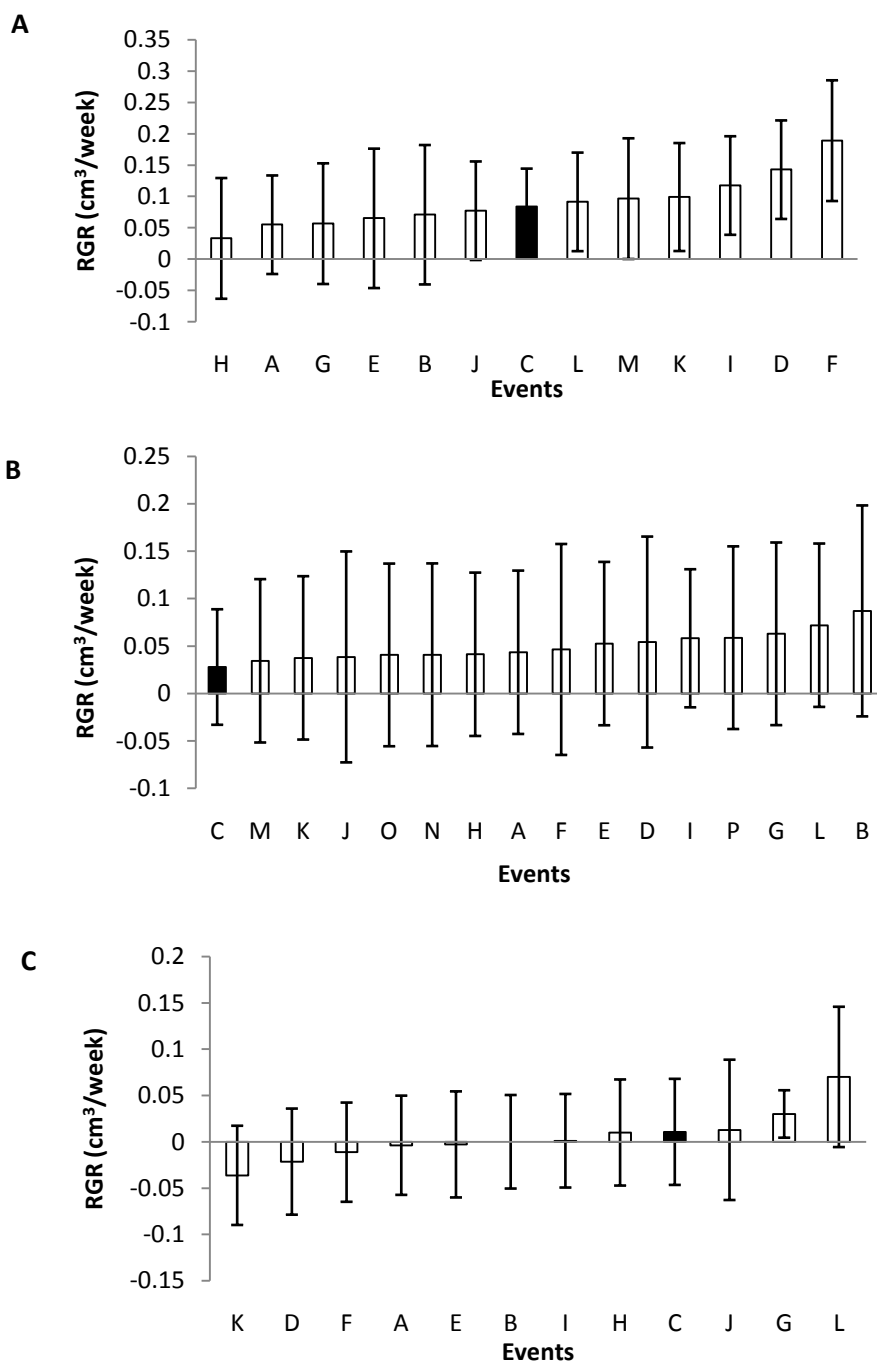 A
RGR (cm³/week)
0.35
0.3
0.25
0.2
0.15
0.1
0.05
0
-0.05
-0.1
H A G E B J C L M K I D F
Events
B
RGR (cm³/week)
0.25
0.2
0.15
0.1
0.05
0
-0.05
-0.1
C M K J O N H A F E D I P G L B
Events
C
RGR (cm³/week)
0.2
0.15
0.1
0.05
0
-0.05
-0.1
-0.15
K D F A E B I H C J G L
Events